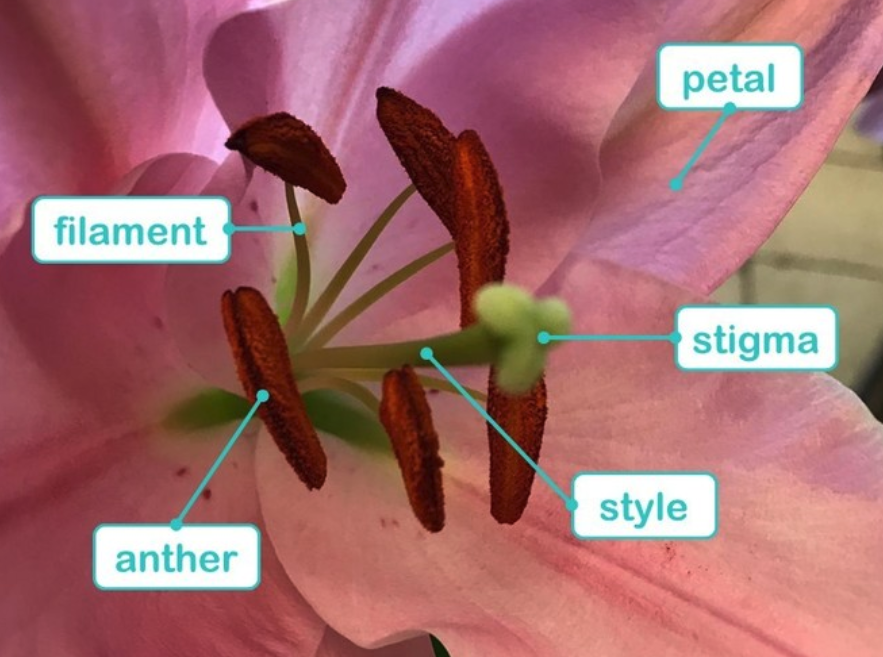 petal
filament
stigma
style
anther